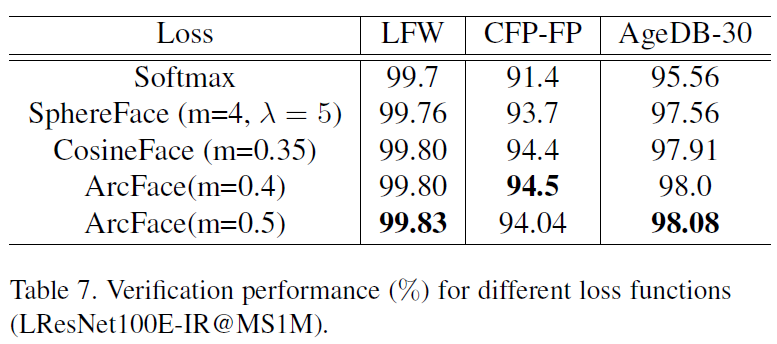 Loss LFW CFP-FP AgeDB-30
Softmax 99.7 91.4 95.56
SphereFace (m=4, λ = 5) 99.76 93.7 97.56
CosineFace (m=0.35) 99.80 94.4 97.91
ArcFace(m=0.4) 99.80 94.5 98.0
ArcFace(m=0.5) 99.83 94.04 98.08
Table 7. Verification performance (%) for different loss functions
(LResNet100E-IR@MS1M).